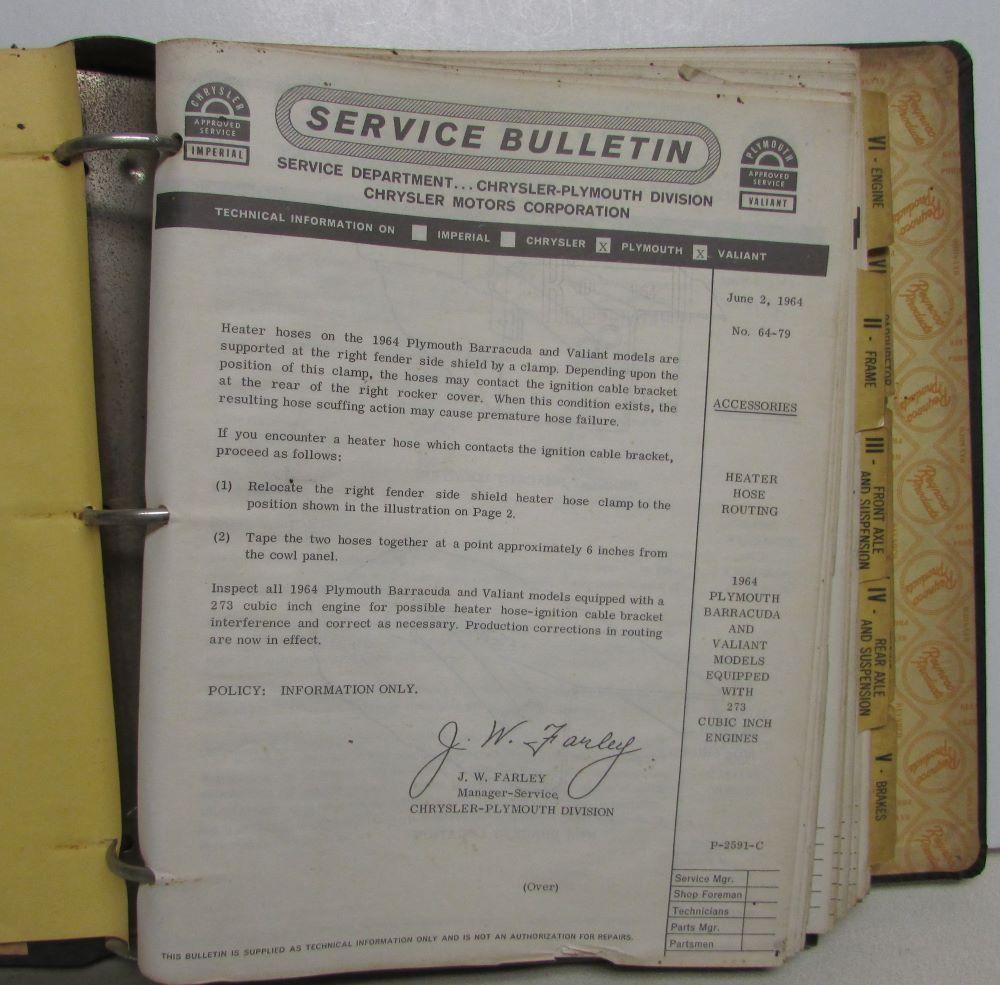 CHRYSLER
APPROVED
SERVICE
IMPERIAL
SERVICE BULLETIN
SERVICE DEPARTMENT... CHRYSLER-PLYMOUTH DIVISION
CHRYSLER MOTORS CORPORATION
PLYMOUTH
APPROVED
SERVICE
VALIANT
TECHNICAL INFORMATION ON IMPERIAL CHRYSLER X PLYMOUTH X VALIANT
June 2, 1964
No. 64-79
ACCESSORIES
HEATER
HOSE
ROUTING
1964
PLYMOUTH
BARRACUDA
AND
VALIANT
MODELS
EQUIPPED
WITH
273
CUBIC INCH
ENGINES
P-2591-C
Heater hoses on the 1964 Plymouth Barracuda and Valiant models are
supported at the right fender side shield by a clamp. Depending upon the
position of this clamp, the hoses may contact the ignition cable bracket
at the rear of the right rocker cover. When this condition exists, the
resulting hose scuffing action may cause premature hose failure.
If you encounter a heater hose which contacts the ignition cable bracket,
proceed as follows:
(1) Relocate the right fender side shield heater hose clamp to the
position shown in the illustration on Page 2.
(2) Tape the two hoses together at a point approximately 6 inches from
the cowl panel.
Inspect all 1964 Plymouth Barracuda and Valiant models equipped with a
273 cubic inch engine for possible heater hose-ignition cable bracket
interference and correct as necessary. Production corrections in routing
are now in effect.
POLICY: INFORMATION ONLY.
J. W. Farley
J. W. FARLEY
Manager-Service
CHRYSLER-PLYMOUTH DIVISION
(Over)
Service Mgr.
Shop Foreman
Technicians
Parts Mgr.
Partsmen
THIS BULLETIN IS SUPPLIED AS TECHNICAL INFORMATION ONLY AND IS NOT AN AUTHORIZATION FOR REPAIRS.
VI - ENGINE
VI
II - FRAME
III - FRONT AXLE
AND SUSPENSION
IV - REAR AXLE
AND SUSPENSION
V - BRAKES
Reynoco
Products